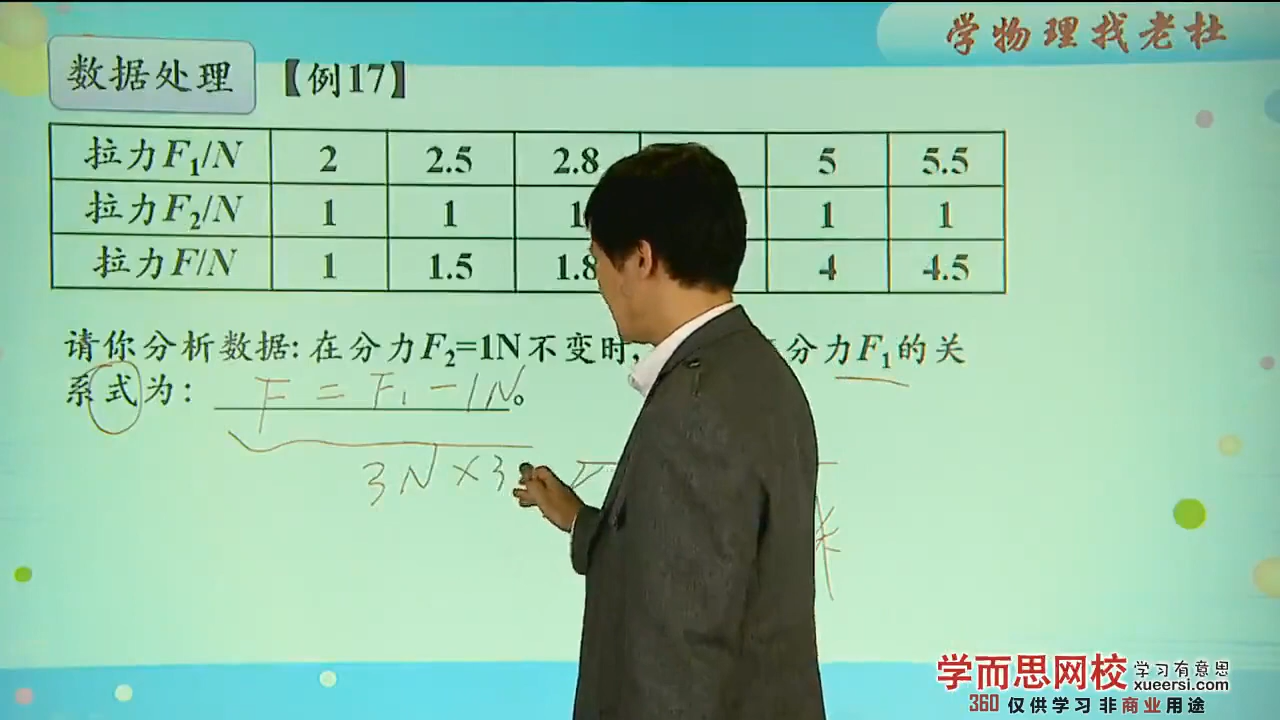 学物理找老杜
数据处理 【例17】
拉力F₁/N 2 2.5 2.8 5 5.5
拉力F₂/N 1 1 1 1 1
拉力F/N 1 1.5 1.8 4 4.5
请你分析数据:在分力F₂=1N不变时, 分力F₁的关
系式为: F = F₁ - 1N。
3N × 3
学而思网校 学习有意思
xueersi.com
360 仅供学习 非商业用途